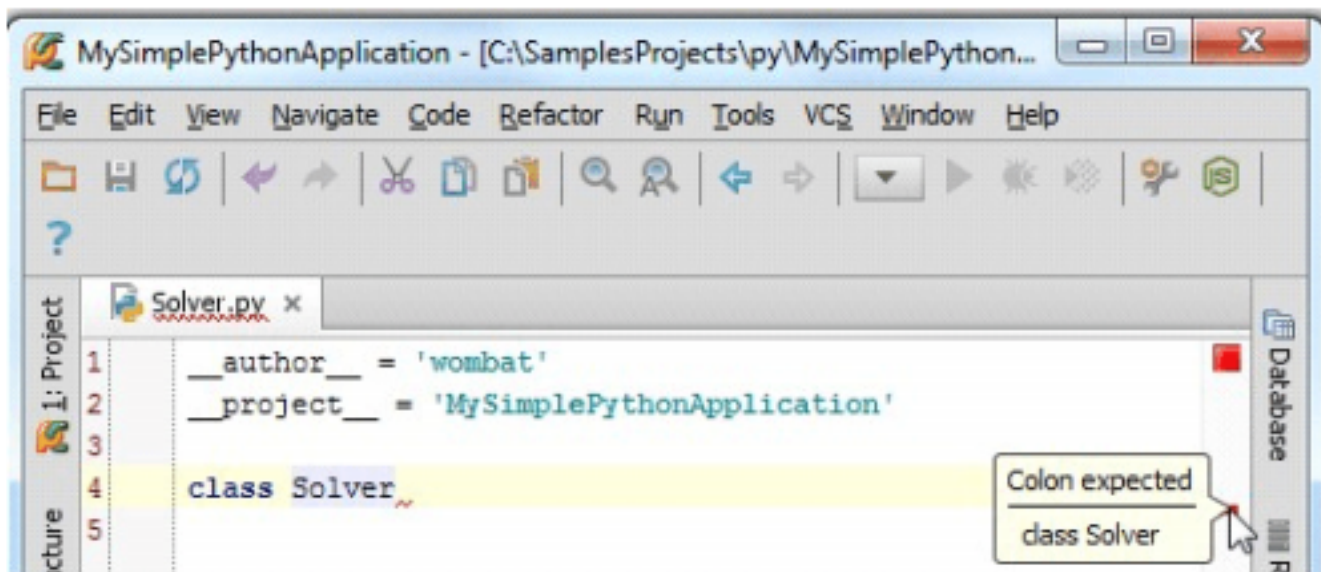 MySimplePythonApplication - [C:\SamplesProjects\py\MySimplePython...
File Edit View Navigate Code Refactor Run Tools VCS Window Help
JS
?
Solver.py
1: Project
1 __author__ = 'wombat'
2 __project__ = 'MySimplePythonApplication'
3
4 class Solver
5
Colon expected
class Solver
Database
cture
R